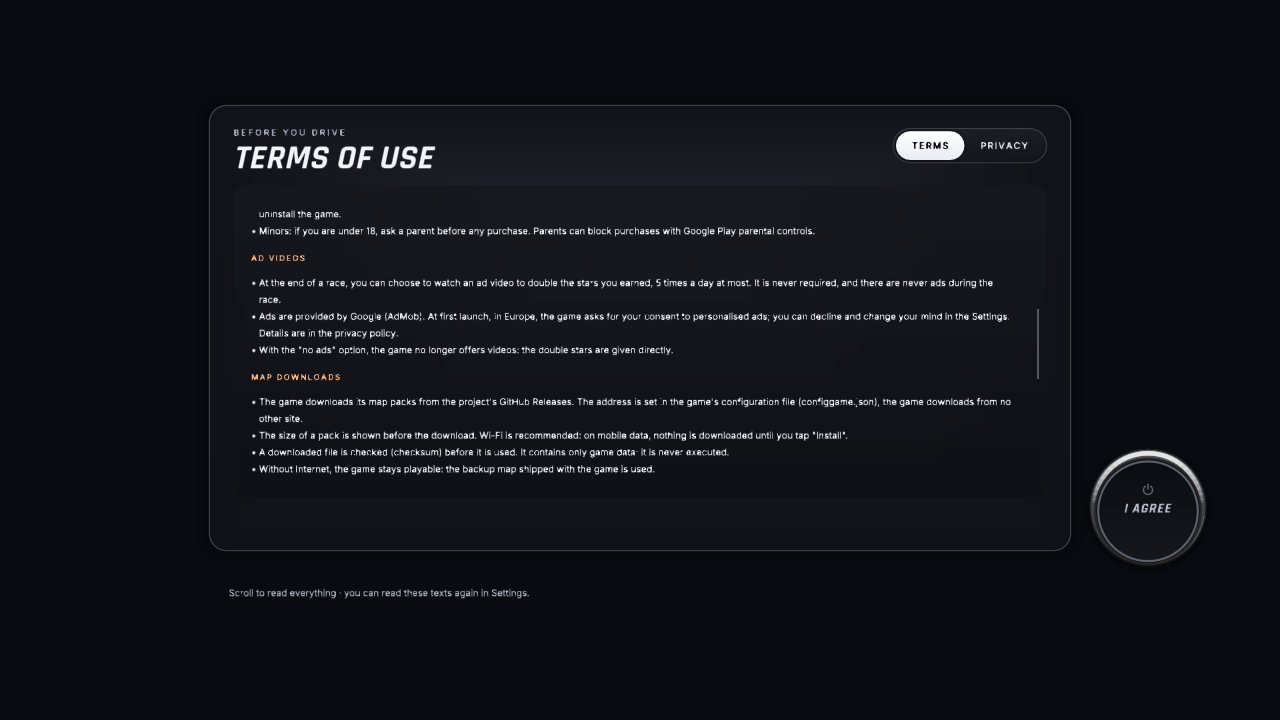 BEFORE YOU DRIVE
TERMS OF USE
TERMS
PRIVACY
uninstall the game.
• Minors: if you are under 18, ask a parent before any purchase. Parents can block purchases with Google Play parental controls.
AD VIDEOS
• At the end of a race, you can choose to watch an ad video to double the stars you earned, 5 times a day at most. It is never required, and there are never ads during the
race.
• Ads are provided by Google (AdMob). At first launch, in Europe, the game asks for your consent to personalised ads; you can decline and change your mind in the Settings.
Details are in the privacy policy.
• With the "no ads" option, the game no longer offers videos: the double stars are given directly.
MAP DOWNLOADS
• The game downloads its map packs from the project's GitHub Releases. The address is set in the game's configuration file (configgame.json), the game downloads from no
other site.
• The size of a pack is shown before the download. Wi-Fi is recommended: on mobile data, nothing is downloaded until you tap "Install".
• A downloaded file is checked (checksum) before it is used. It contains only game data: it is never executed.
• Without Internet, the game stays playable: the backup map shipped with the game is used.
I AGREE
Scroll to read everything · you can read these texts again in Settings.